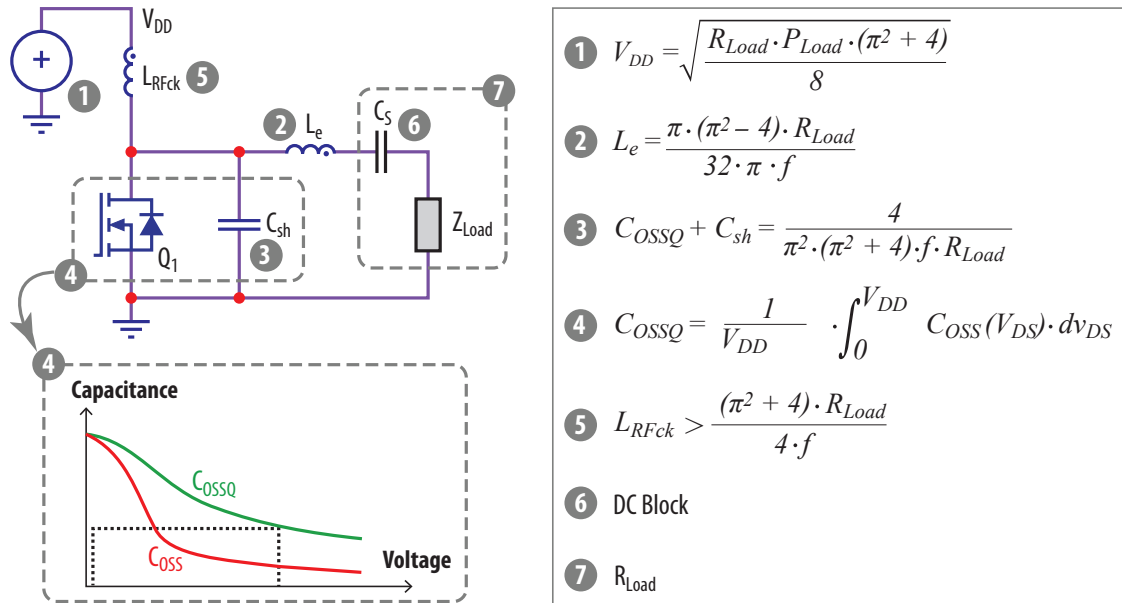 V_DD
+
L_RFck 5
1
7
2 L_e
C_S
6
C_sh
3
Z_Load
Q_1
4
4
Capacitance
C_OSSQ
C_OSS
Voltage
1 V_DD = √(R_Load · P_Load · (π² + 4) / 8)
2 L_e = π · (π² – 4) · R_Load / 32 · π · f
3 C_OSSQ + C_sh = 4 / π² · (π² + 4) · f · R_Load
4 C_OSSQ = 1 / V_DD · ∫_0^V_DD C_OSS (V_DS) · dv_DS
5 L_RFck > (π² + 4) · R_Load / 4 · f
6 DC Block
7 R_Load